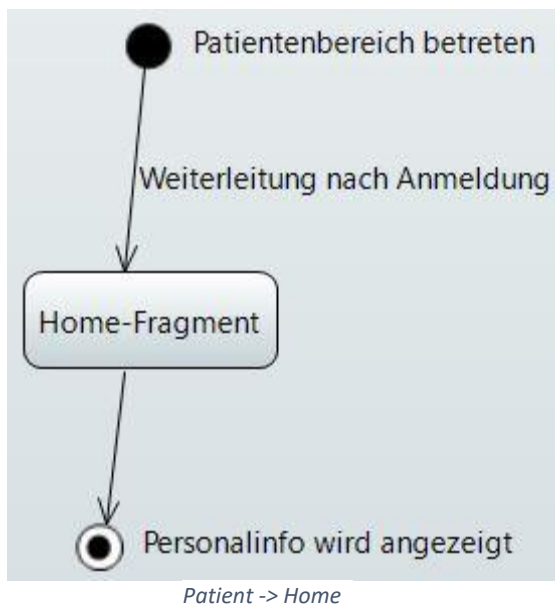 Patientenbereich betreten
Weiterleitung nach Anmeldung
Home-Fragment
Personalinfo wird angezeigt
Patient -> Home